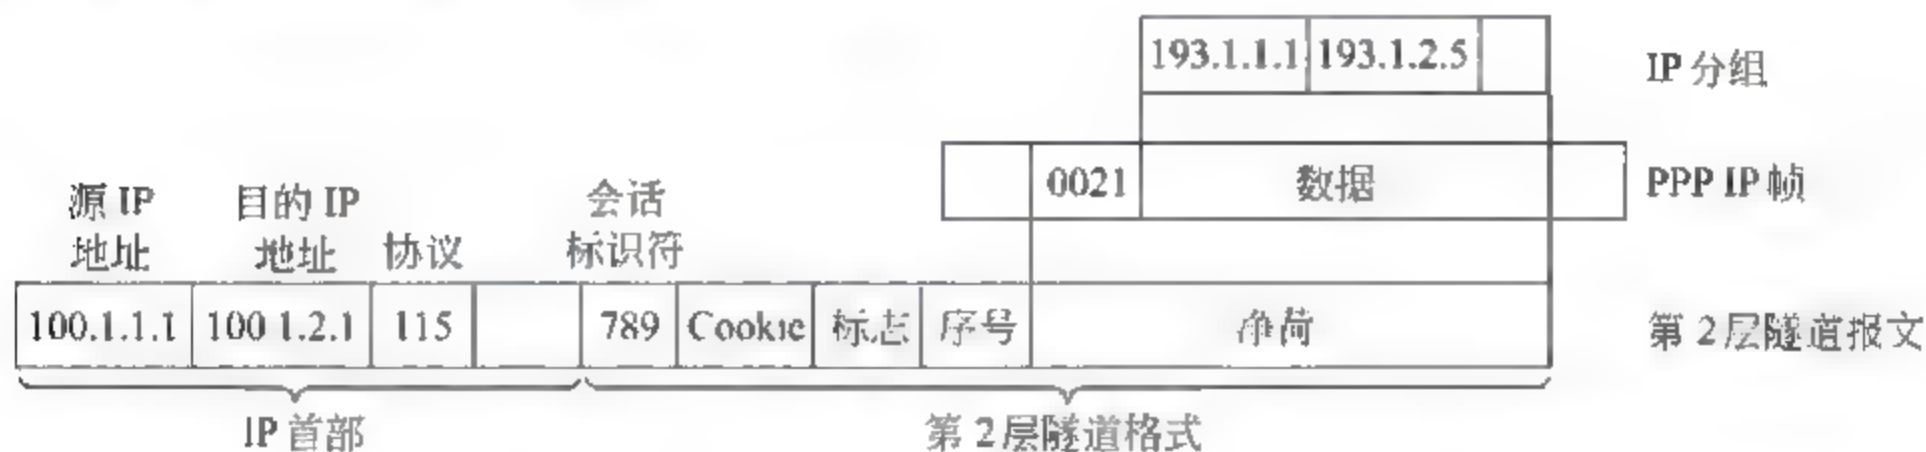 193.1.1.1 193.1.2.5 IP 分组
0021 数据 PPP IP 帧
源 IP 目的 IP 会话
地址 地址 协议 标识符
100.1.1.1 100 1.2.1 115 789 Cookie 标志 序号 净荷 第 2 层隧道报文
IP 首部 第 2 层隧道格式